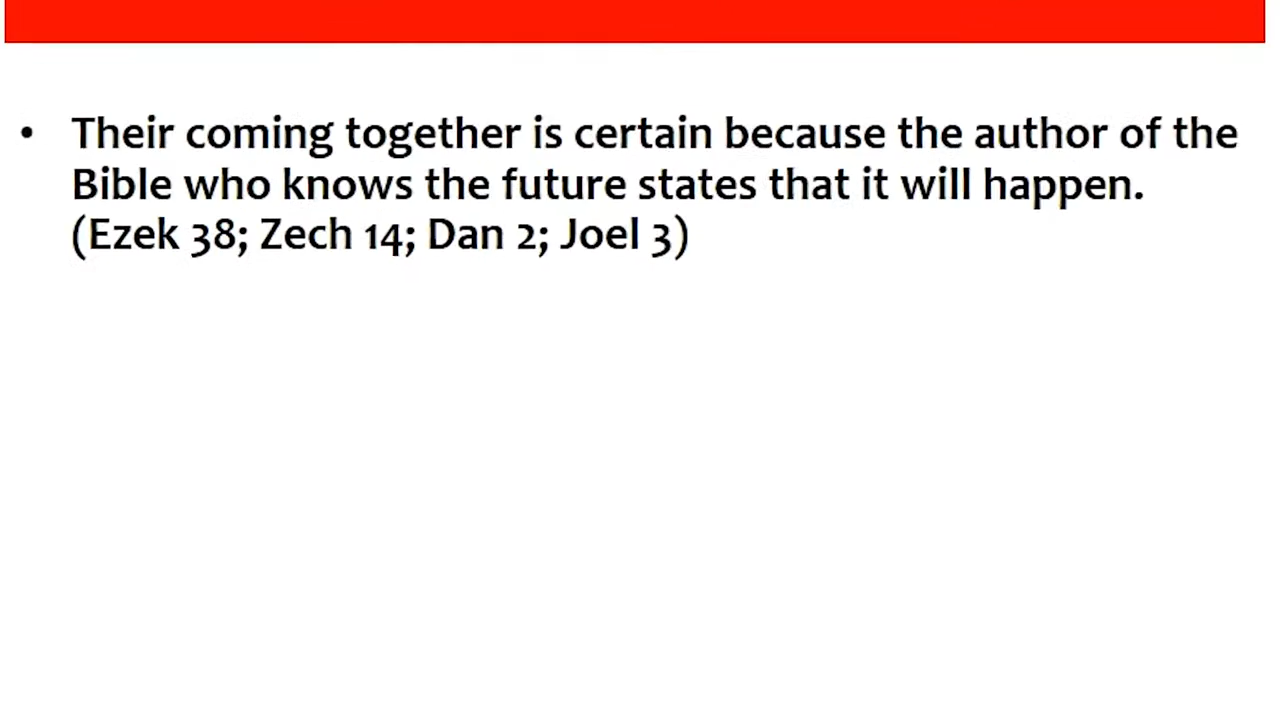 • Their coming together is certain because the author of the
Bible who knows the future states that it will happen.
(Ezek 38; Zech 14; Dan 2; Joel 3)